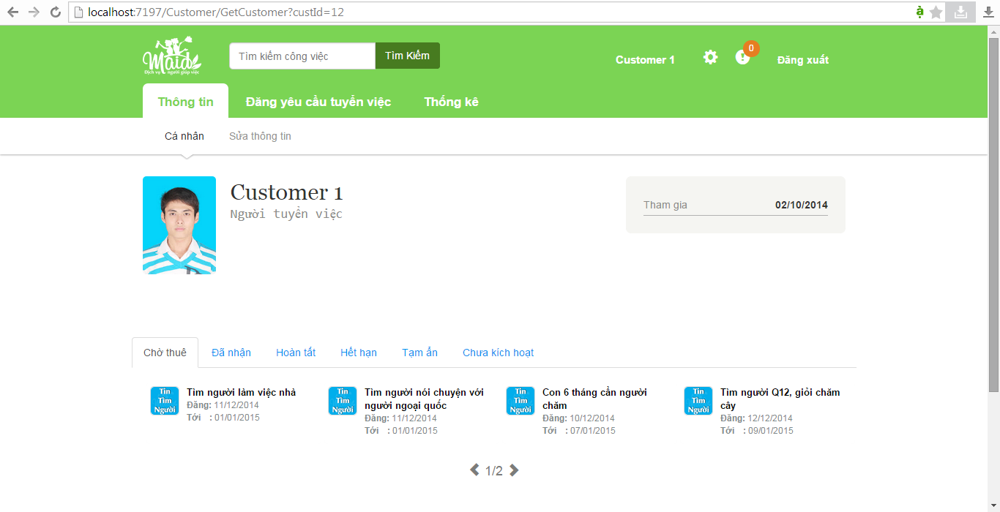 localhost:7197/Customer/GetCustomer?custId=12
Maid
Dịch vụ người giúp việc
Tìm kiếm công việc
Tìm Kiếm
Customer 1
0
Đăng xuất
Thông tin
Đăng yêu cầu tuyển việc
Thống kê
Cá nhân
Sửa thông tin
Customer 1
Người tuyển việc
Tham gia
02/10/2014
Chờ thuê
Đã nhận
Hoàn tất
Hết hạn
Tạm ẩn
Chưa kích hoạt
Tin
Tìm
Người
Tìm người làm việc nhà
Đăng: 11/12/2014
Tới : 01/01/2015
Tin
Tìm
Người
Tìm người nói chuyện với
người ngoại quốc
Đăng: 11/12/2014
Tới : 01/01/2015
Tin
Tìm
Người
Con 6 tháng cần người
chăm
Đăng: 10/12/2014
Tới : 07/01/2015
Tin
Tìm
Người
Tìm người Q12, giỏi chăm
cây
Đăng: 12/12/2014
Tới : 09/01/2015
1/2